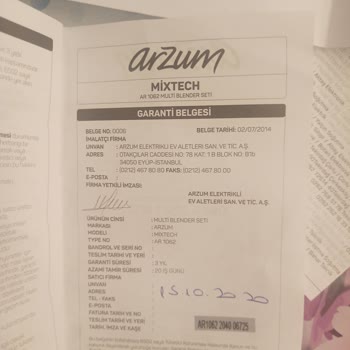 arzum
MİXTECH
AR 1062 MULTI BLENDER SETİ
GARANTİ BELGESİ
BELGE NO: 0006 BELGE TARİHİ: 02/07/2014
İMALATÇI FİRMA
UNVAN : ARZUM ELEKTRİKLİ EV ALETLERİ SAN. VE TİC. A.Ş.
ADRES : OTAKÇILAR CADDESİ NO: 78 KAT: 1 B BLOK NO: B1b
34050 EYÜP-İSTANBUL
TEL : (0212) 467 80 80 FAKS: (0212) 467 80 00
E-POSTA :
FİRMA YETKİLİ İMZASI:
ARZUM ELEKTRİKLİ
EV ALETLERİ SAN. VE TİC. A.Ş.
ÜRÜNÜN CİNSİ : MULTI BLENDER SETİ
MARKASI : ARZUM
MODELİ : MİXTECH
TYPE NO : AR 1062
BANDROL VE SERİ NO :
TESLİM TARİHİ VE YERİ :
GARANTİ SÜRESİ : 3 YIL
AZAMİ TAMİR SÜRESİ : 20 İŞ GÜNÜ
SATICI FİRMA
UNVAN :
ADRES :
TEL - FAKS :
E-POSTA :
15.10.2020
FATURA TARİH VE NO :
TESLİM TARİHİ VE YERİ :
TARİH, İMZA VE KAŞE :
AR1062 2040 06725